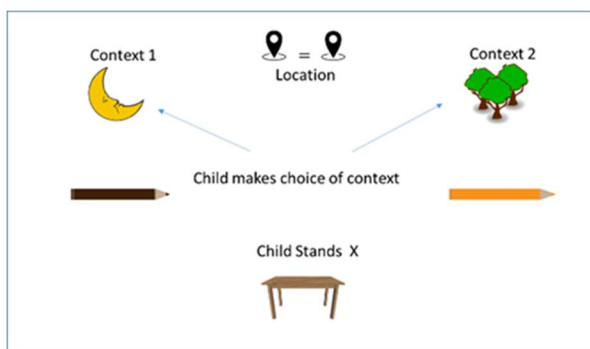 Context 1
=
Location
Context 2
Child makes choice of context
Child Stands X